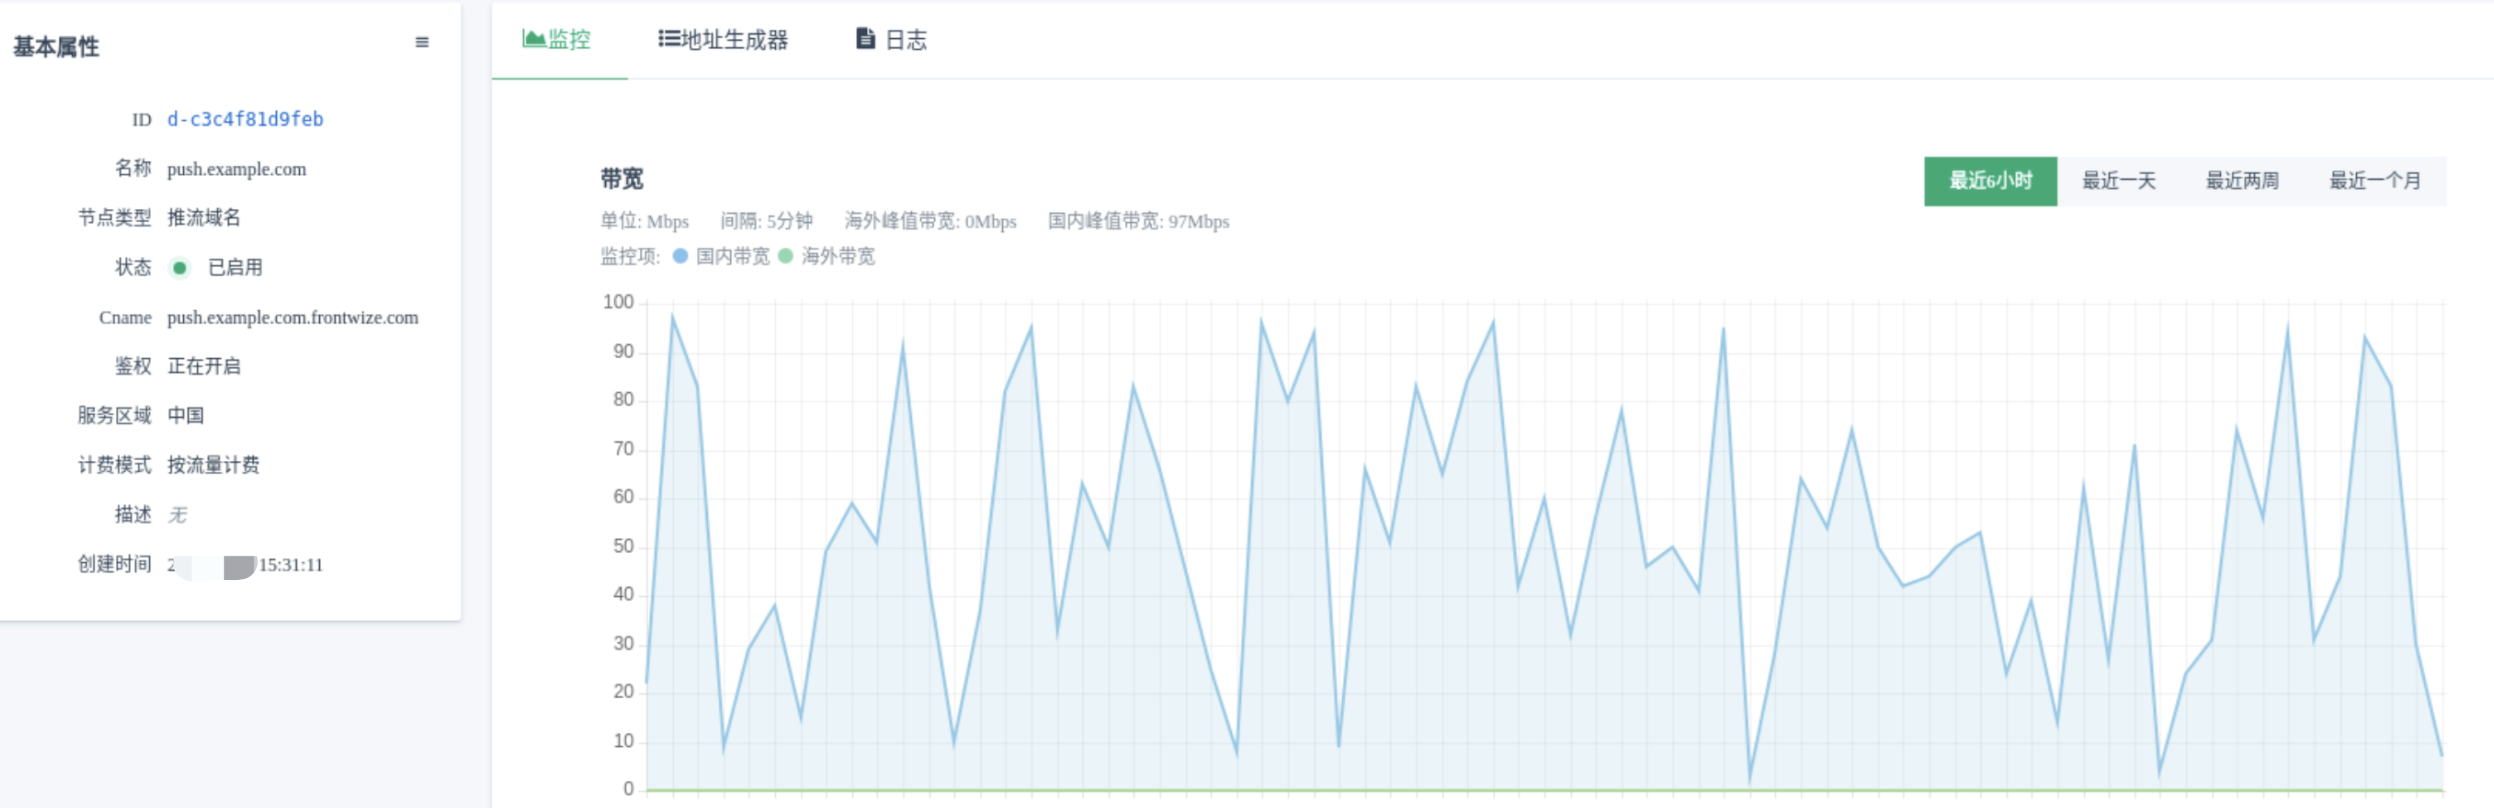 基本属性
ID d-c3c4f81d9feb
名称 push.example.com
节点类型 推流域名
状态 已启用
Cname push.example.com.frontwize.com
鉴权 正在开启
服务区域 中国
计费模式 按流量计费
描述 无
创建时间 2 15:31:11
监控 地址生成器 日志
带宽
最近6小时 最近一天 最近两周 最近一个月
单位: Mbps 间隔: 5分钟 海外峰值带宽: 0Mbps 国内峰值带宽: 97Mbps
监控项: 国内带宽 海外带宽
100
90
80
70
60
50
40
30
20
10
0